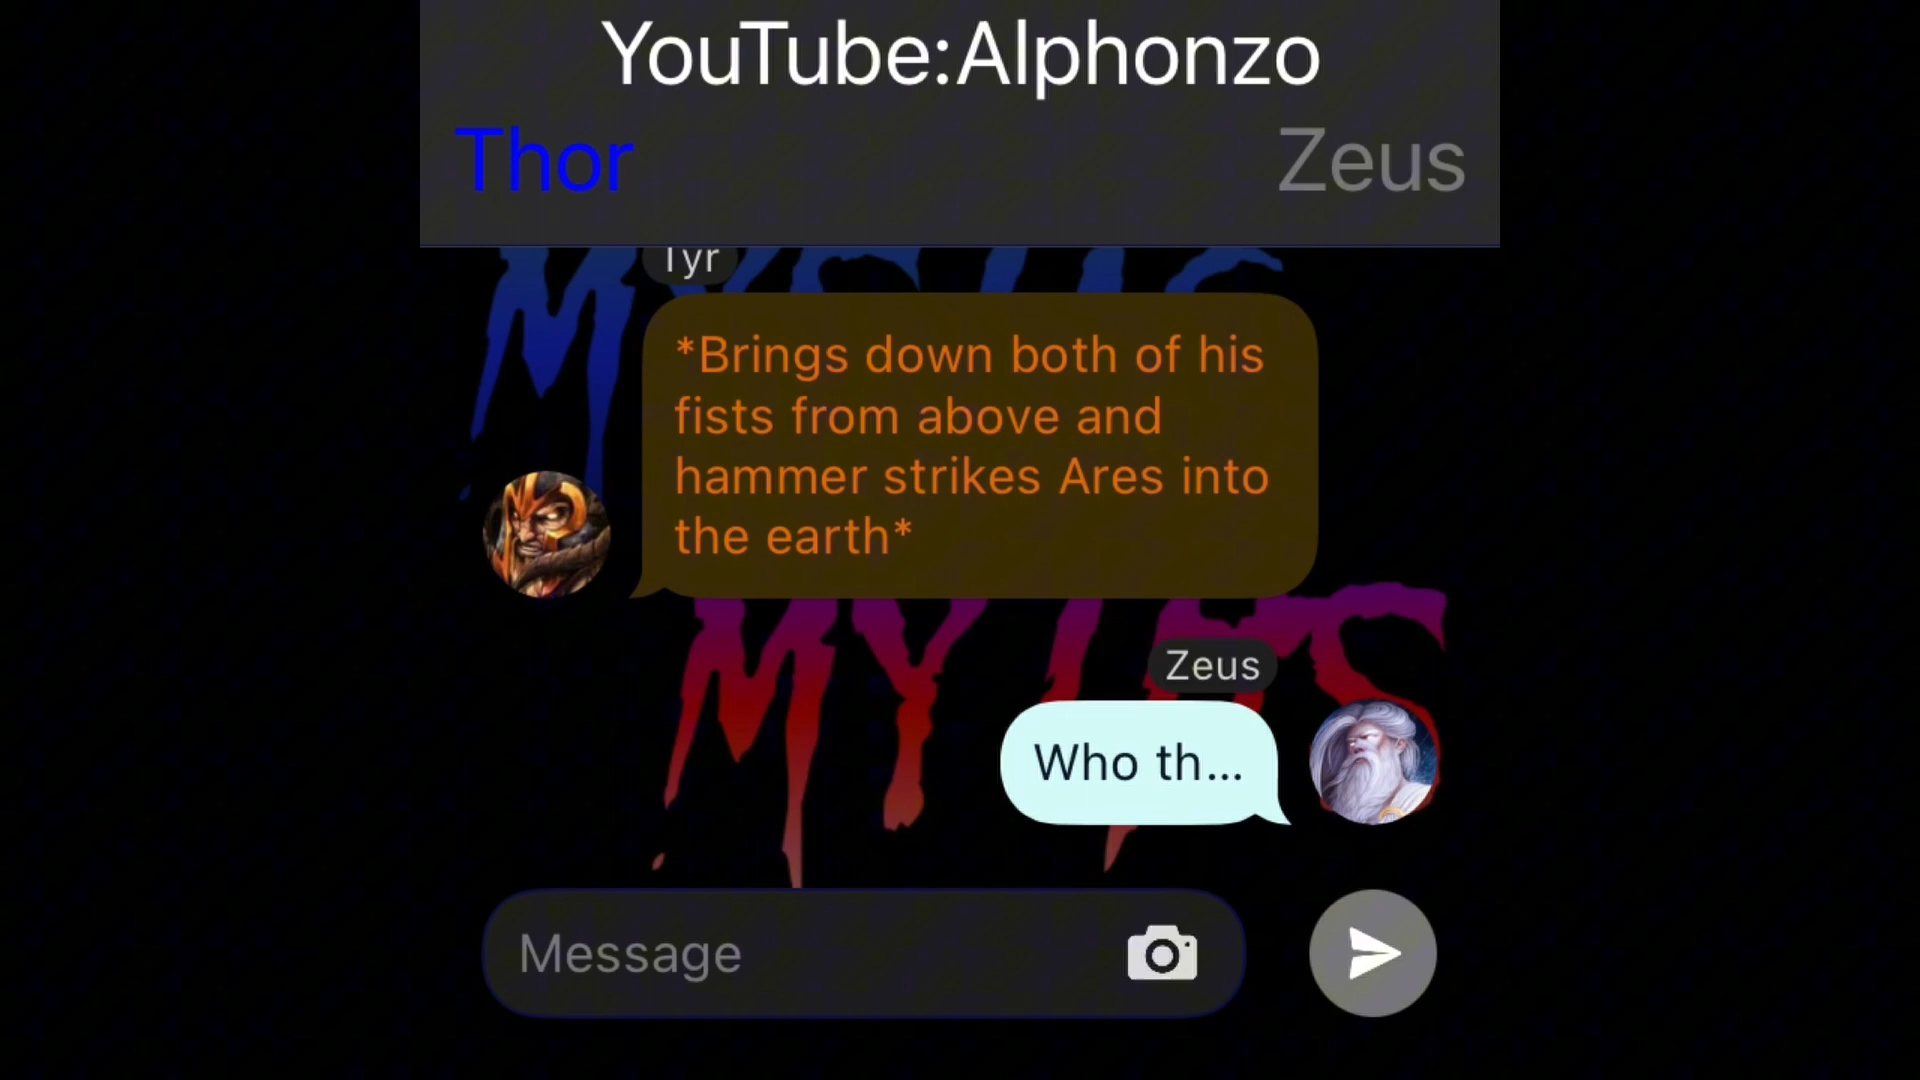 YouTube:Alphonzo
Thor
Zeus
Tyr
*Brings down both of his
fists from above and
hammer strikes Ares into
the earth*
MYTHS
Zeus
Who th...
Message